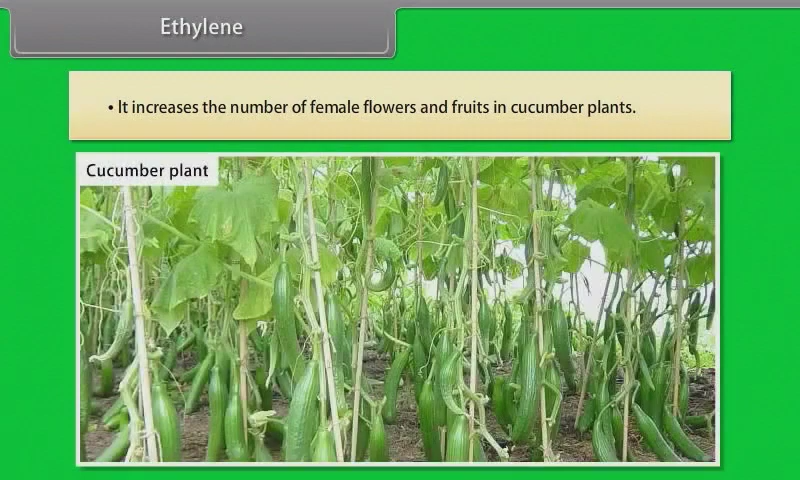 Ethylene
• It increases the number of female flowers and fruits in cucumber plants.
Cucumber plant